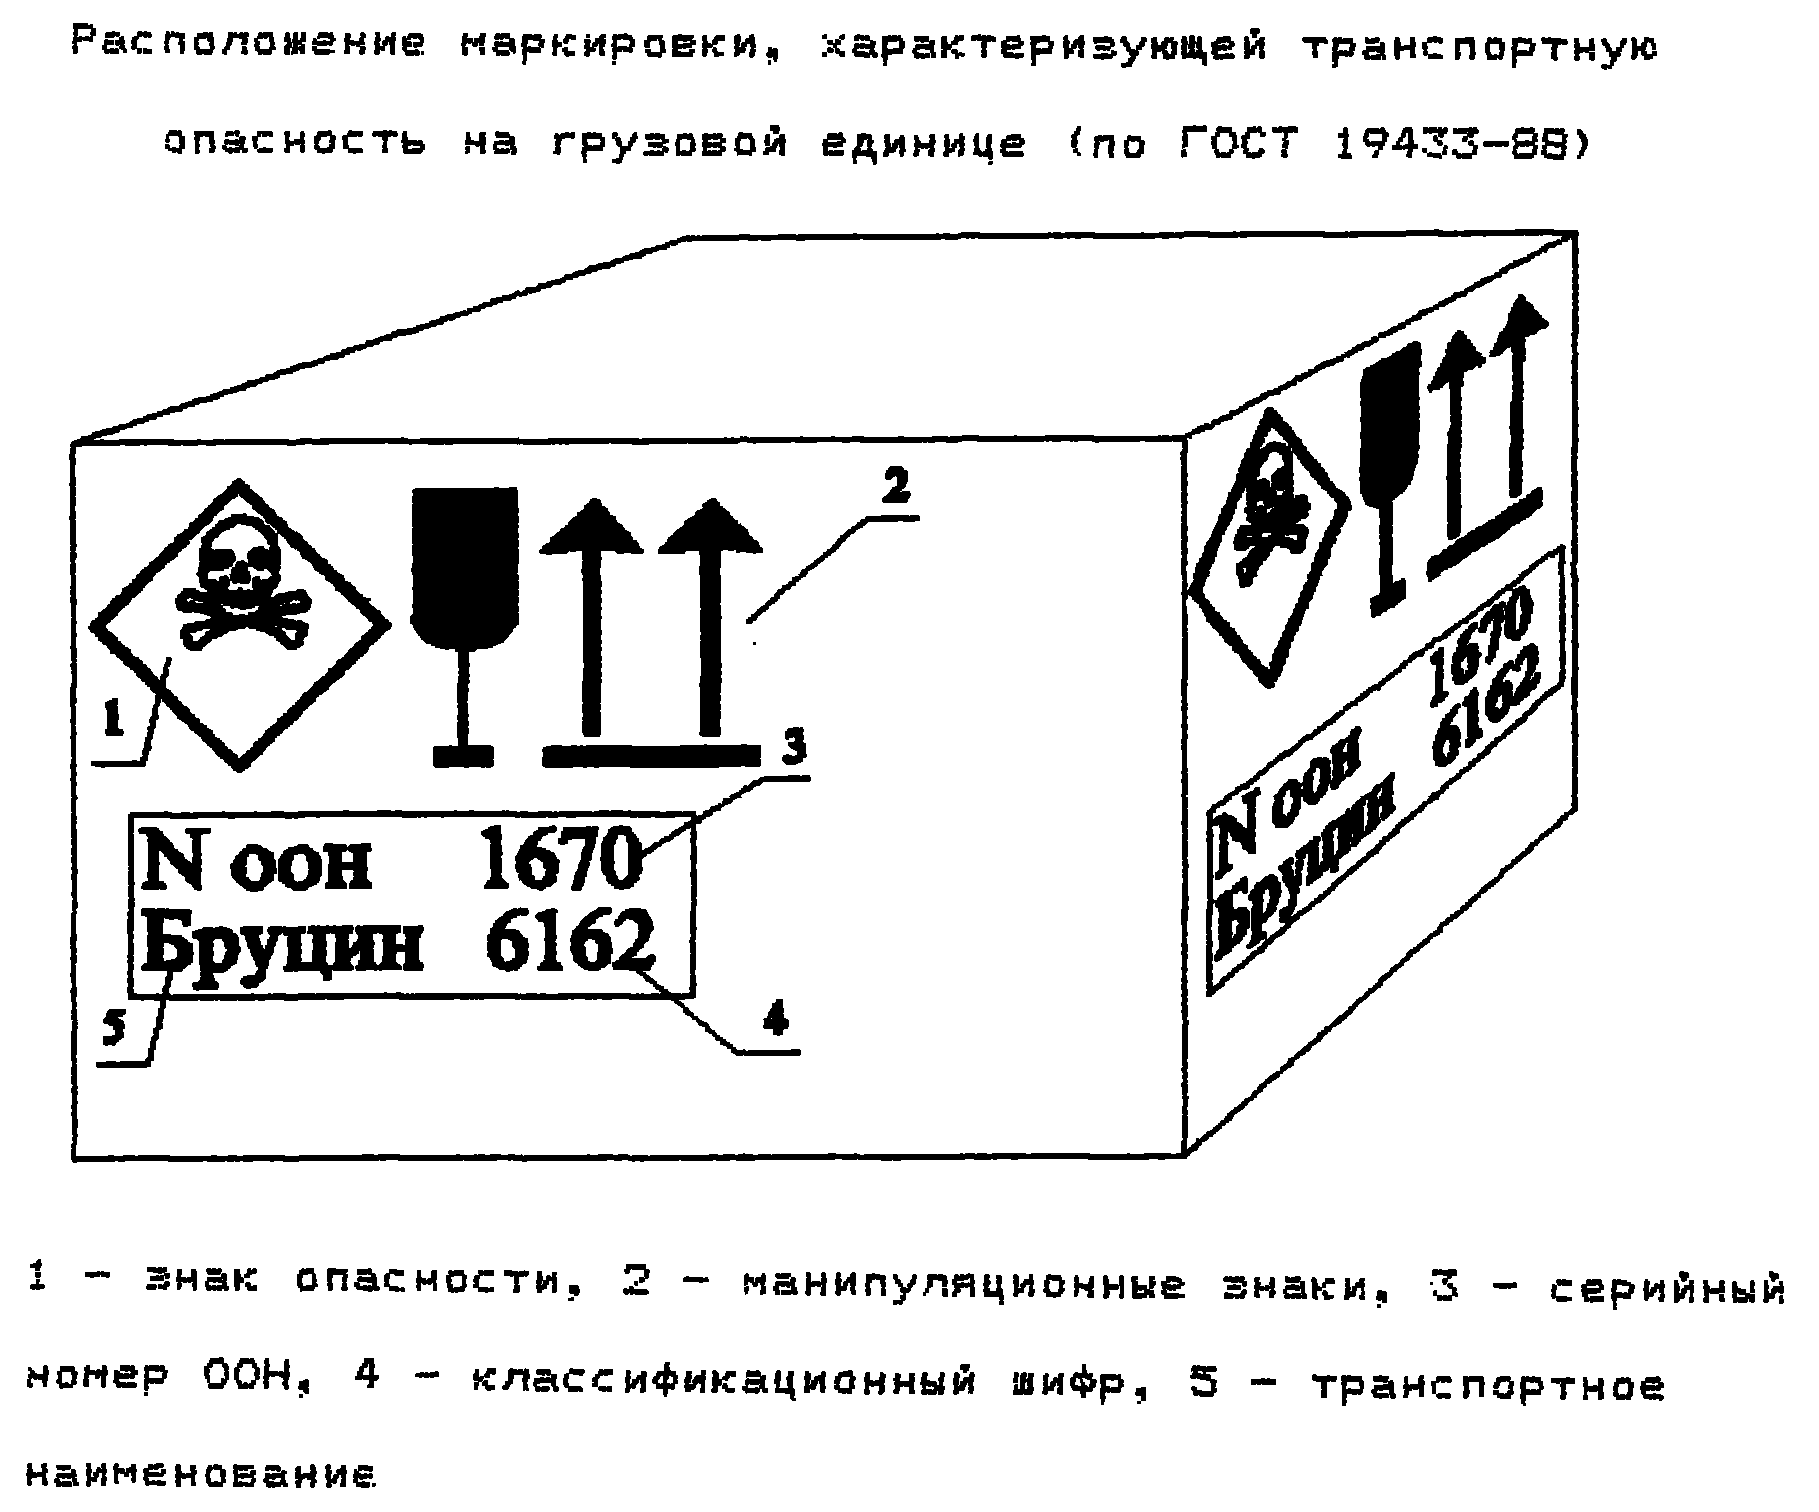 Расположение маркировки, характеризующей транспортную
опасность на грузовой единице (по ГОСТ 19433-88)
2
1
3
N оон 1670
Бруцин 6162
5
4
N оон 1670
Бруцин 6162
1 - знак опасности, 2 - манипуляционные знаки, 3 - серийный
номер ООН, 4 - классификационный шифр, 5 - транспортное
наименование